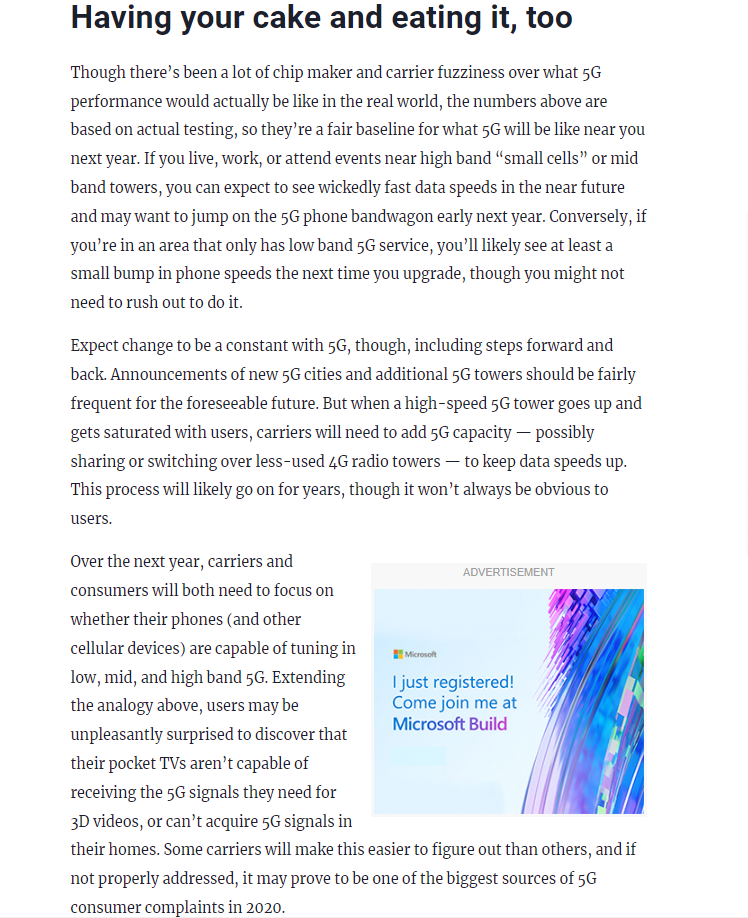 Having your cake and eating it, too
Though there’s been a lot of chip maker and carrier fuzziness over what 5G
performance would actually be like in the real world, the numbers above are
based on actual testing, so they’re a fair baseline for what 5G will be like near you
next year. If you live, work, or attend events near high band “small cells” or mid
band towers, you can expect to see wickedly fast data speeds in the near future
and may want to jump on the 5G phone bandwagon early next year. Conversely, if
you’re in an area that only has low band 5G service, you’ll likely see at least a
small bump in phone speeds the next time you upgrade, though you might not
need to rush out to do it.
Expect change to be a constant with 5G, though, including steps forward and
back. Announcements of new 5G cities and additional 5G towers should be fairly
frequent for the foreseeable future. But when a high-speed 5G tower goes up and
gets saturated with users, carriers will need to add 5G capacity — possibly
sharing or switching over less-used 4G radio towers — to keep data speeds up.
This process will likely go on for years, though it won’t always be obvious to
users.
Over the next year, carriers and
consumers will both need to focus on
whether their phones (and other
cellular devices) are capable of tuning in
low, mid, and high band 5G. Extending
the analogy above, users may be
unpleasantly surprised to discover that
their pocket TVs aren’t capable of
receiving the 5G signals they need for
3D videos, or can’t acquire 5G signals in
their homes. Some carriers will make this easier to figure out than others, and if
not properly addressed, it may prove to be one of the biggest sources of 5G
consumer complaints in 2020.
ADVERTISEMENT
Microsoft
I just registered!
Come join me at
Microsoft Build